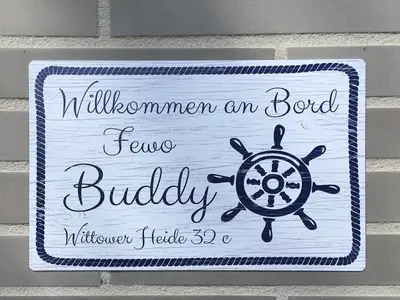 Willkommen an Bord
Fewo
Buddy
Wittower Heide 32 c